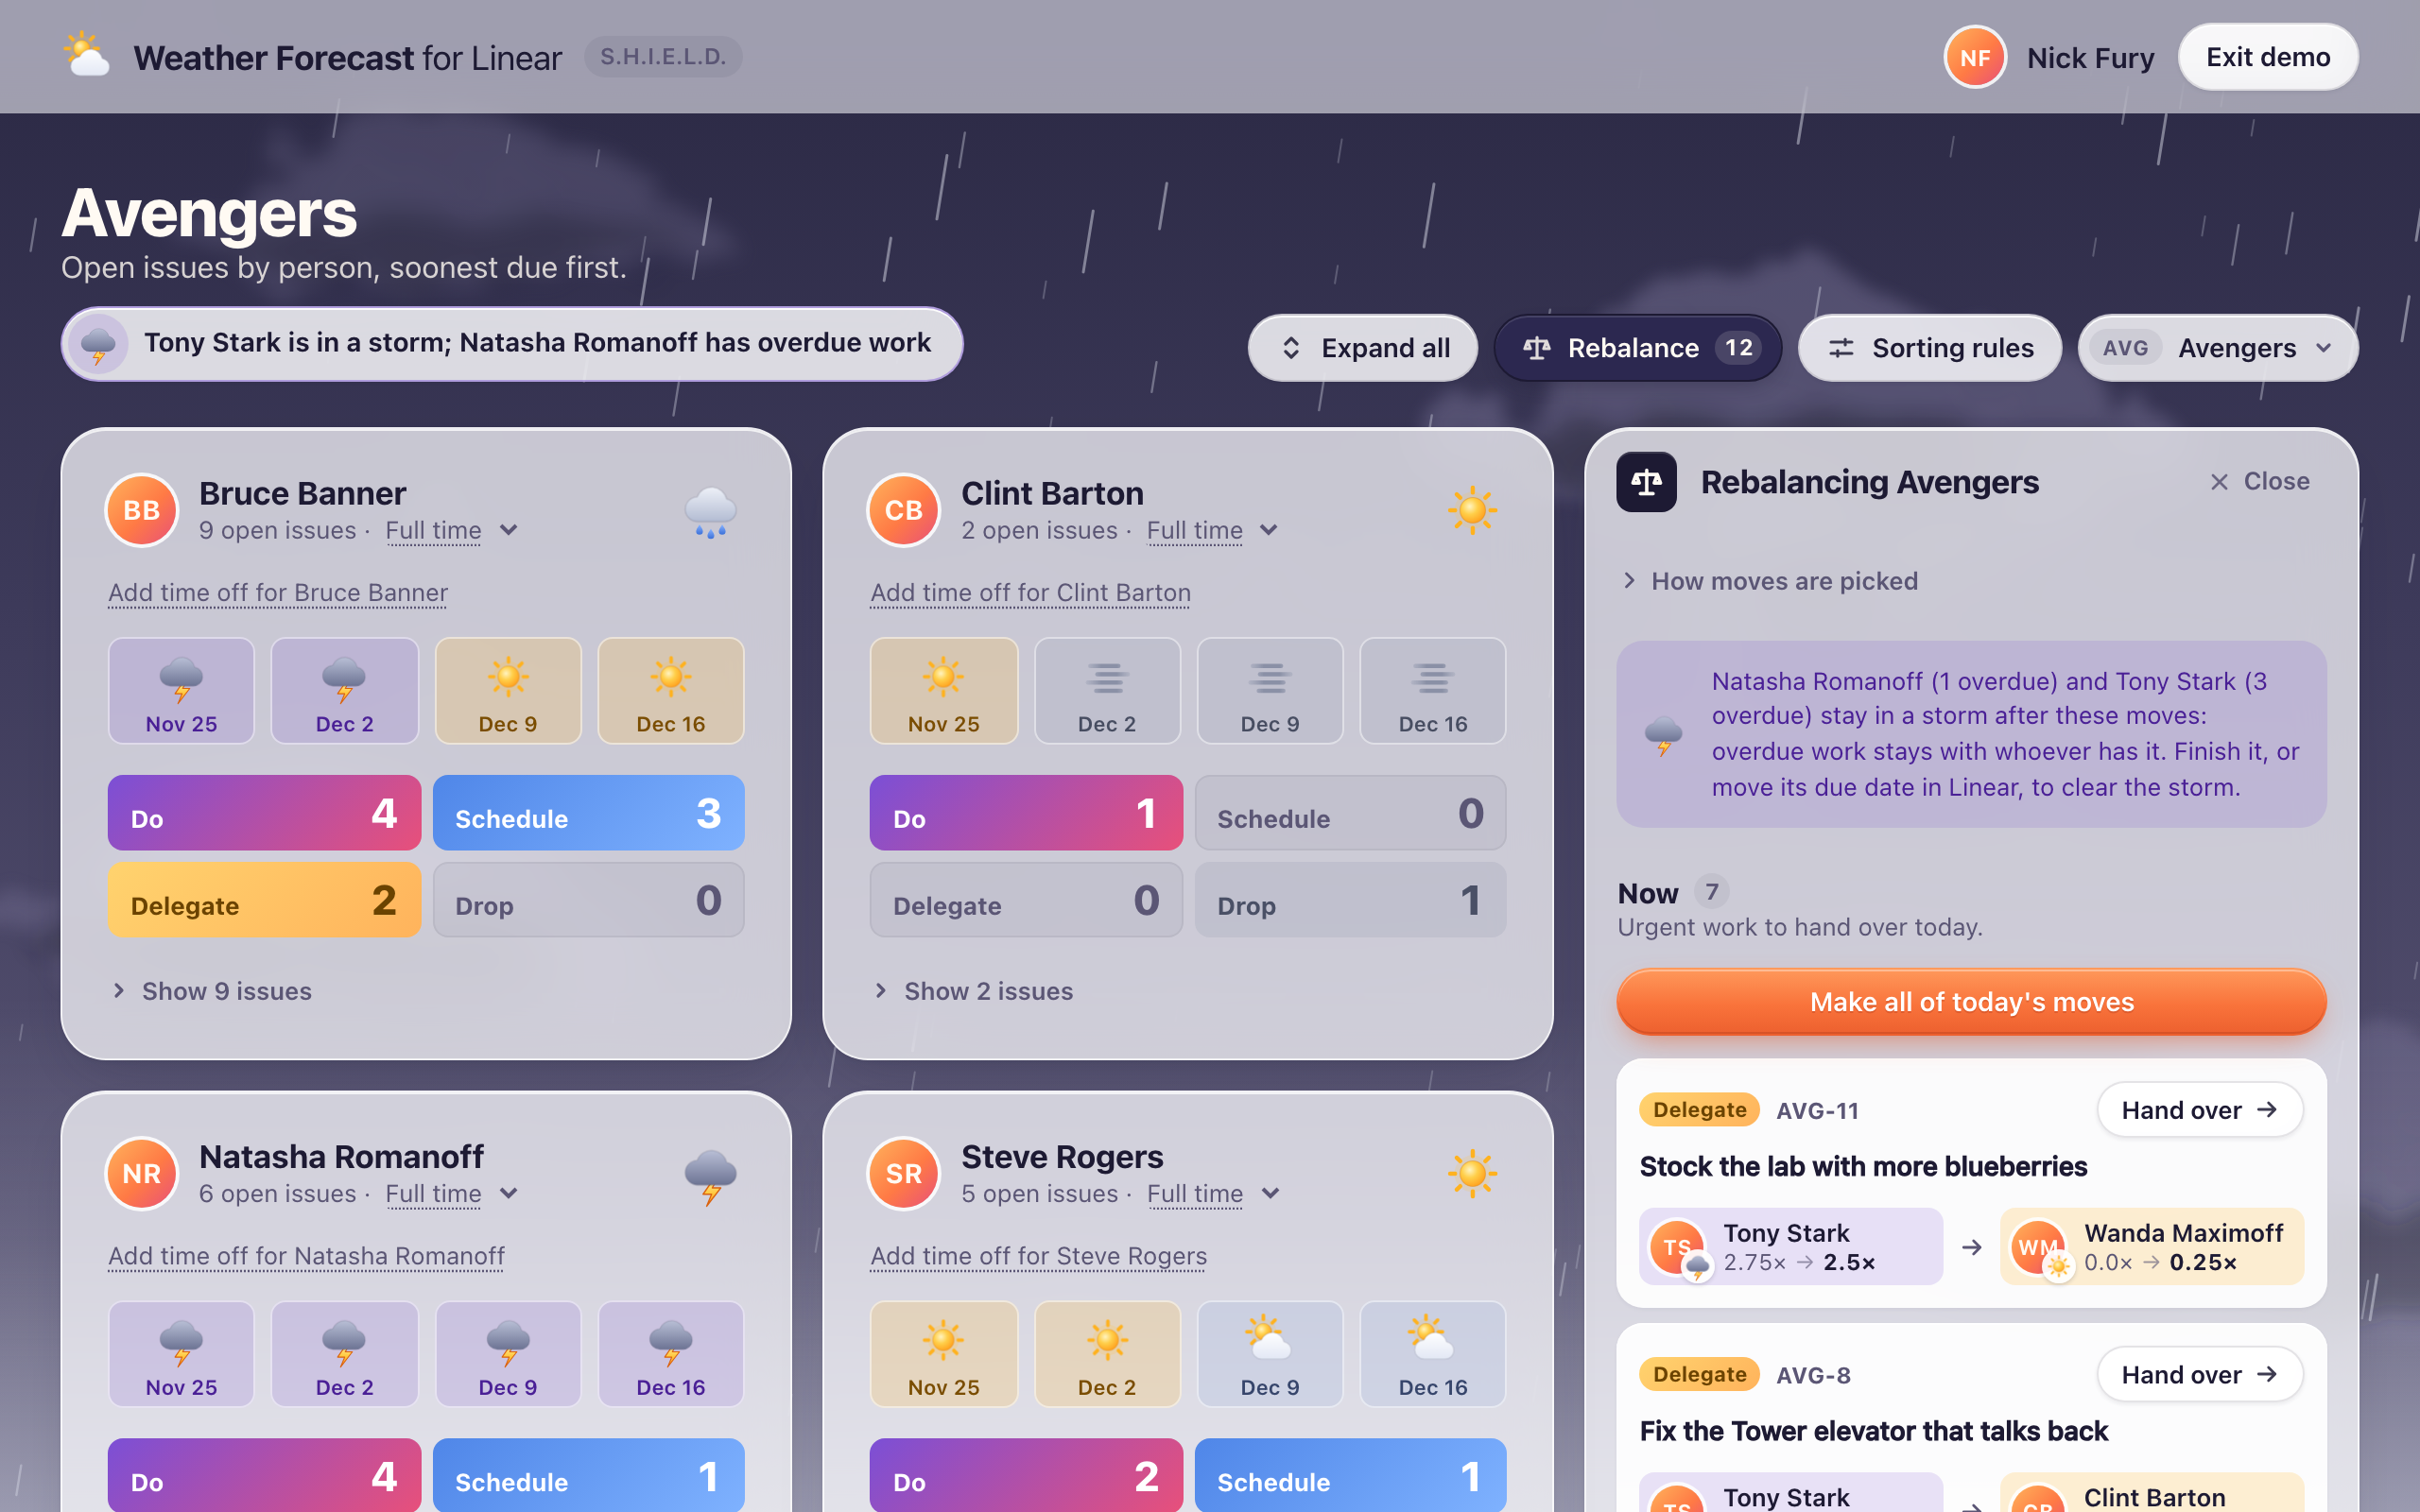 Weather Forecast for Linear
S.H.I.E.L.D.
NF
Nick Fury
Exit demo
Avengers
Open issues by person, soonest due first.
Tony Stark is in a storm; Natasha Romanoff has overdue work
Expand all
Rebalance 12
Sorting rules
AVG Avengers
BB
Bruce Banner
9 open issues · Full time
Add time off for Bruce Banner
Nov 25
Dec 2
Dec 9
Dec 16
Do 4
Schedule 3
Delegate 2
Drop 0
Show 9 issues
CB
Clint Barton
2 open issues · Full time
Add time off for Clint Barton
Nov 25
Dec 2
Dec 9
Dec 16
Do 1
Schedule 0
Delegate 0
Drop 1
Show 2 issues
NR
Natasha Romanoff
6 open issues · Full time
Add time off for Natasha Romanoff
Nov 25
Dec 2
Dec 9
Dec 16
Do 4
Schedule 1
SR
Steve Rogers
5 open issues · Full time
Add time off for Steve Rogers
Nov 25
Dec 2
Dec 9
Dec 16
Do 2
Schedule 1
Rebalancing Avengers
Close
How moves are picked
Natasha Romanoff (1 overdue) and Tony Stark (3
overdue) stay in a storm after these moves:
overdue work stays with whoever has it. Finish it, or
move its due date in Linear, to clear the storm.
Now 7
Urgent work to hand over today.
Make all of today's moves
Delegate AVG-11
Hand over →
Stock the lab with more blueberries
TS
Tony Stark
2.75× → 2.5×
→
WM
Wanda Maximoff
0.0× → 0.25×
Delegate AVG-8
Hand over →
Fix the Tower elevator that talks back
TS
Tony Stark
→
CB
Clint Barton